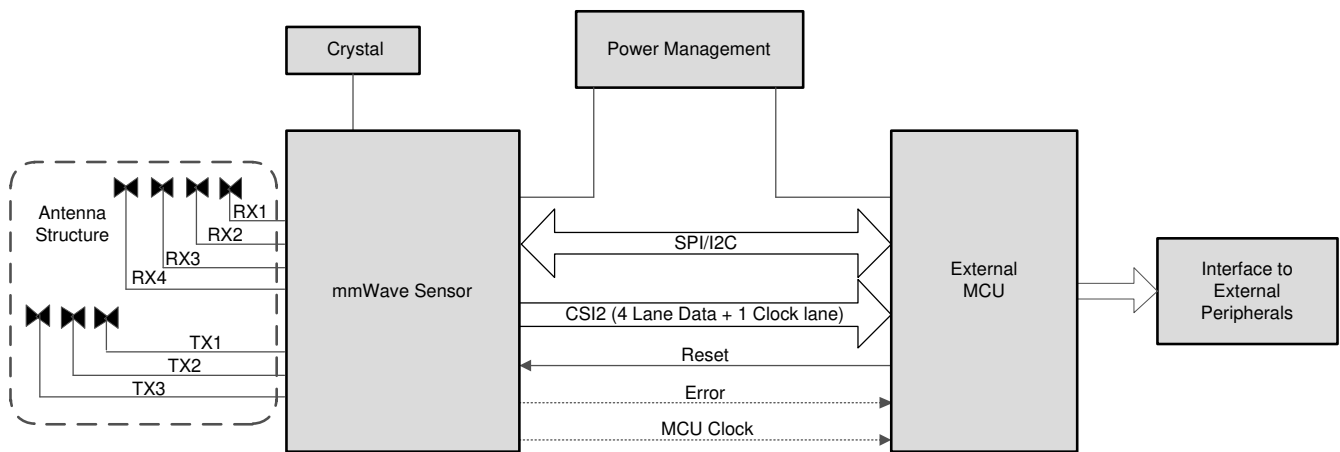 Crystal
Power Management
Antenna
Structure
RX1
RX2
RX3
RX4
TX1
TX2
TX3
mmWave Sensor
SPI/I2C
CSI2 (4 Lane Data + 1 Clock lane)
Reset
Error
MCU Clock
External
MCU
Interface to
External
Peripherals